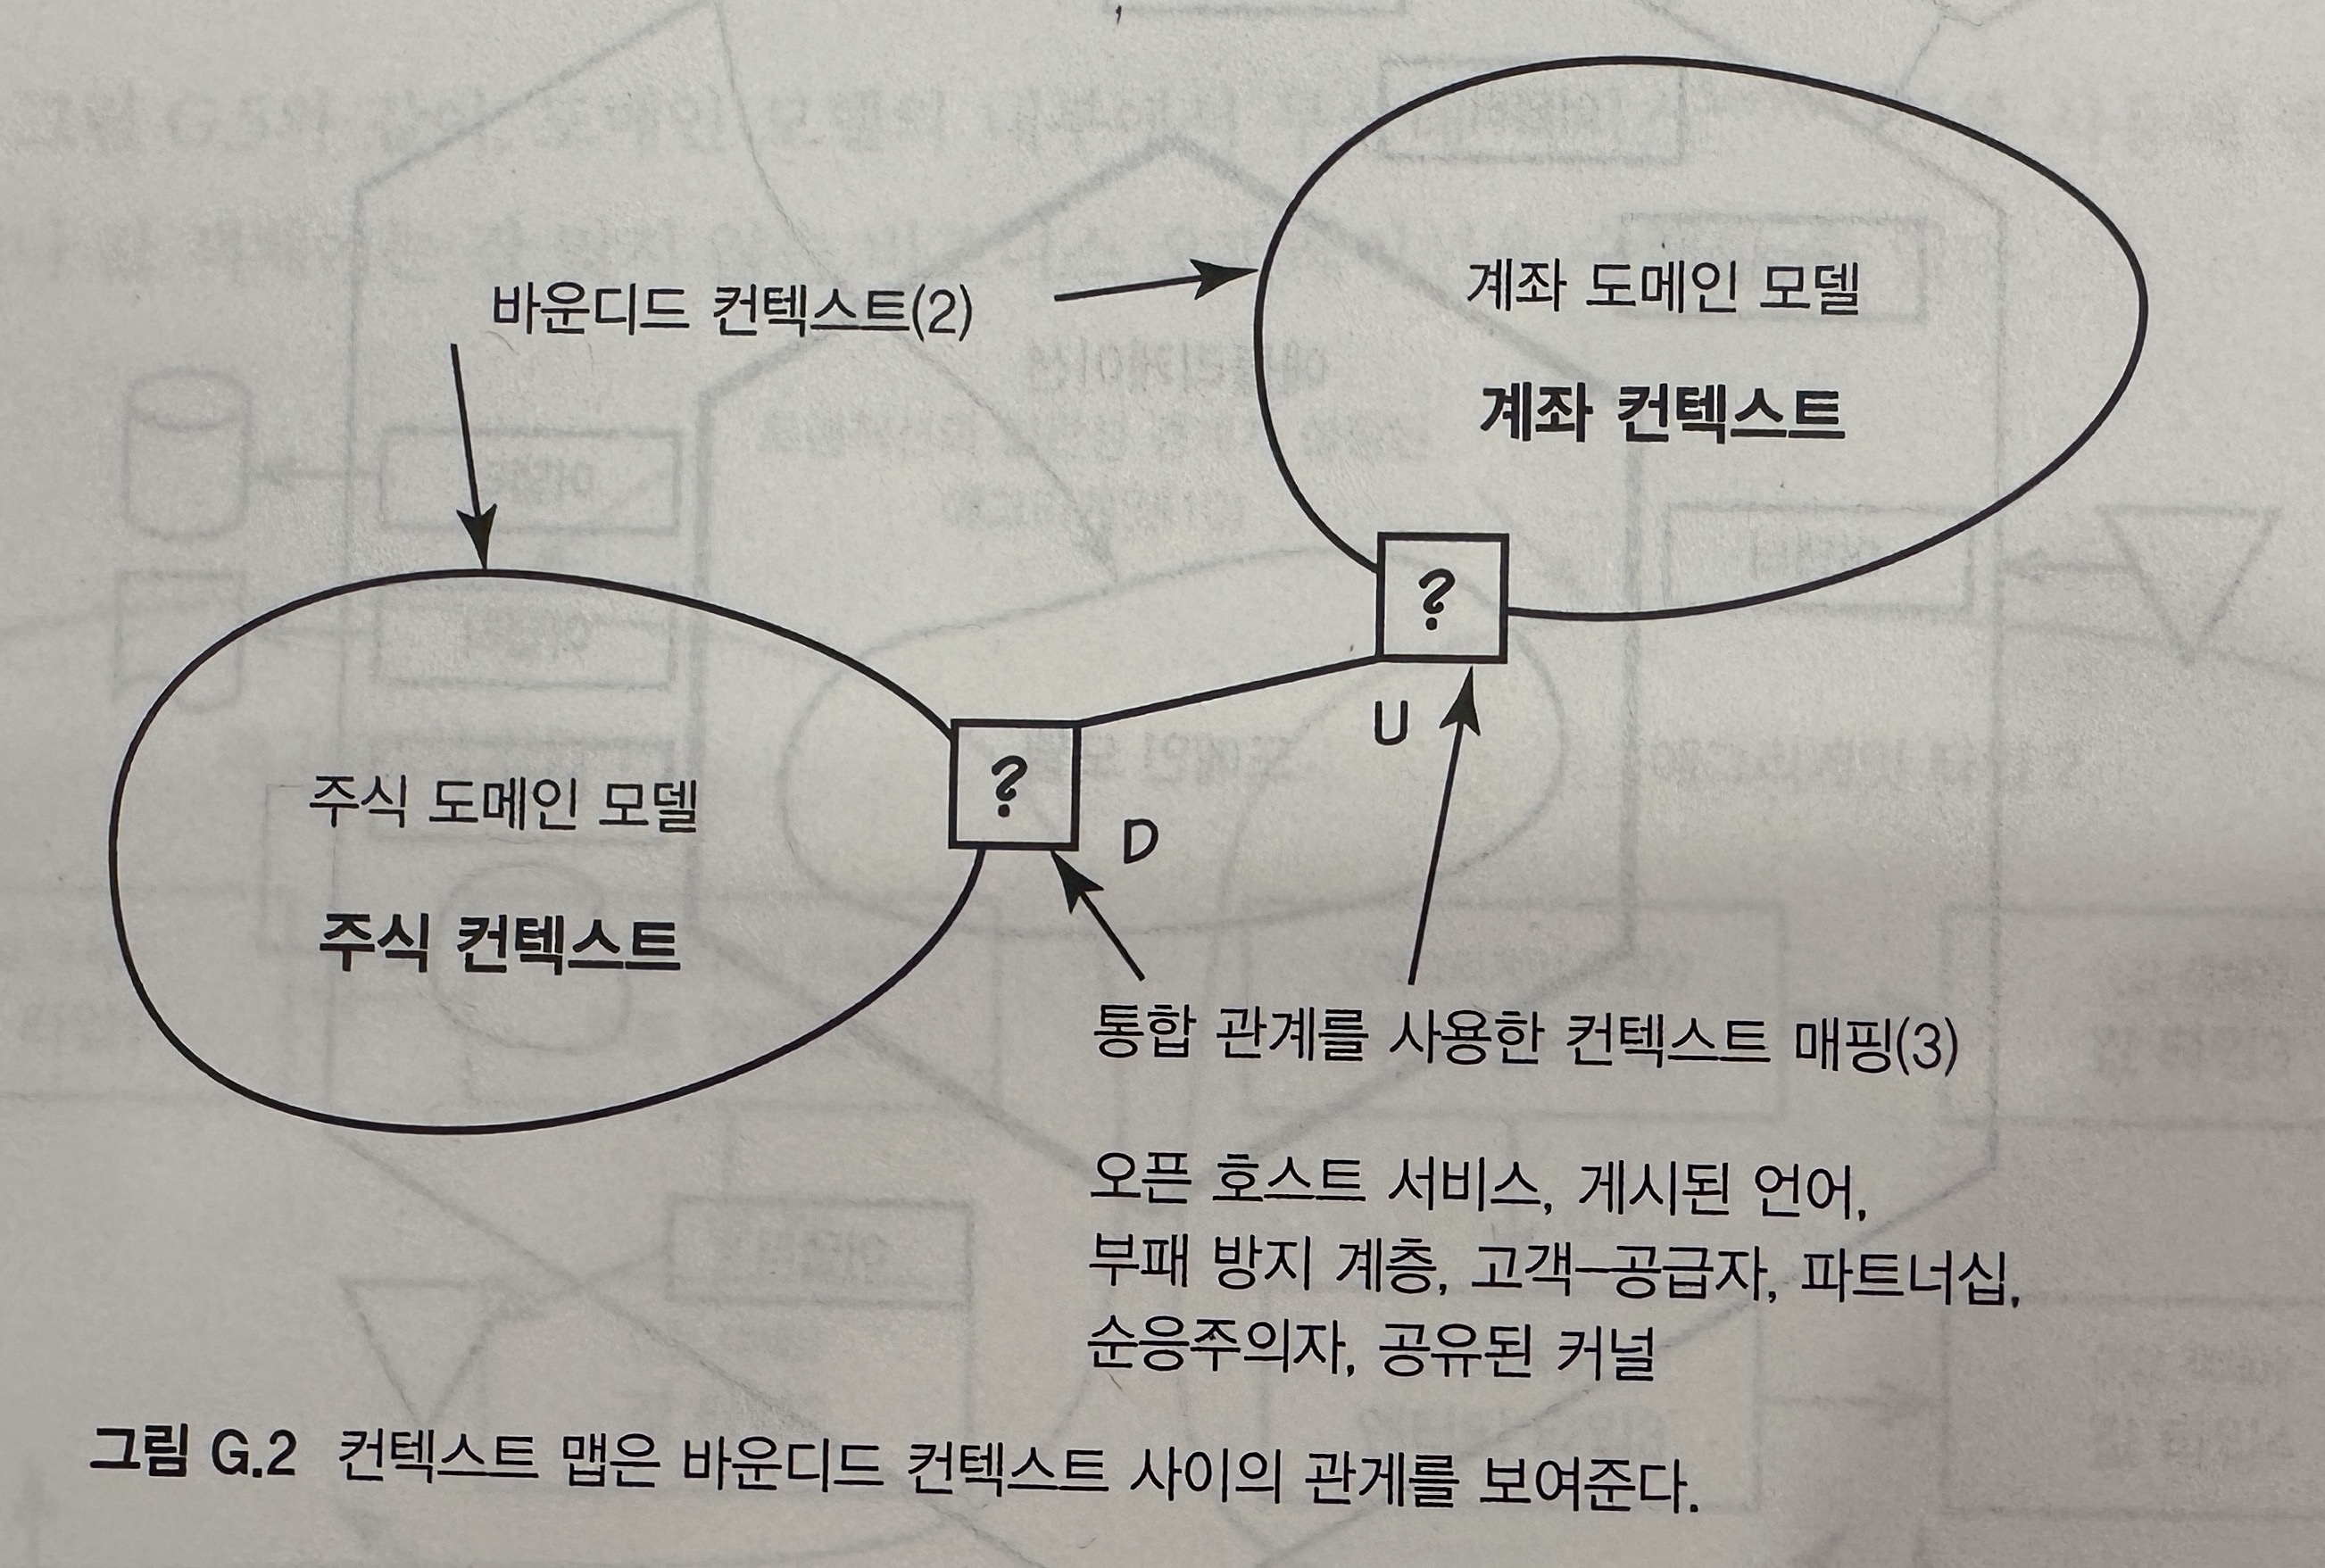 바운디드 컨텍스트(2)
계좌 도메인 모델
계좌 컨텍스트
?
U
?
D
주식 도메인 모델
주식 컨텍스트
통합 관계를 사용한 컨텍스트 매핑(3)
오픈 호스트 서비스, 게시된 언어,
부패 방지 계층, 고객–공급자, 파트너십,
순응주의자, 공유된 커널
그림 G.2 컨텍스트 맵은 바운디드 컨텍스트 사이의 관게를 보여준다.